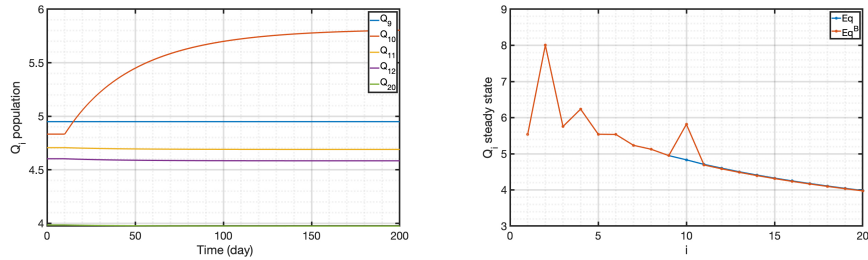 6
5.5
5
4.5
4
0
50
100
150
200
Q_i population
Time (day)
Q_9
Q_10
Q_11
Q_12
Q_20
9
8
7
6
5
4
3
0
5
10
15
20
Q_i steady state
i
Eq
Eq^B